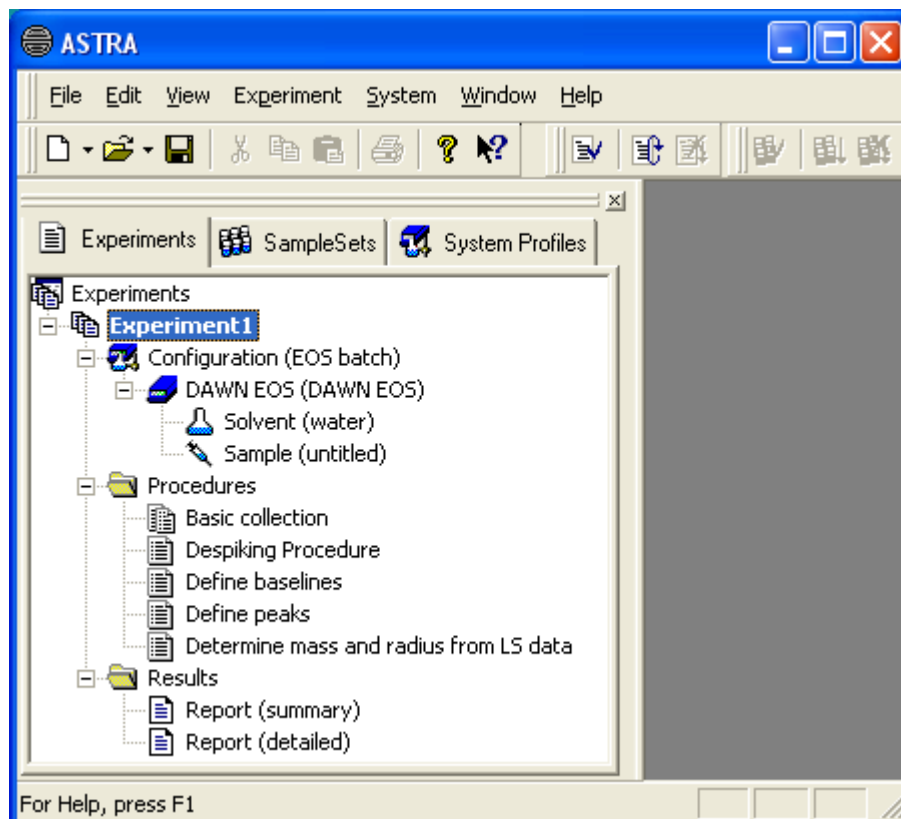 ASTRA
File Edit View Experiment System Window Help
Experiments SampleSets System Profiles
Experiments
Experiment1
Configuration (EOS batch)
DAWN EOS (DAWN EOS)
Solvent (water)
Sample (untitled)
Procedures
Basic collection
Despiking Procedure
Define baselines
Define peaks
Determine mass and radius from LS data
Results
Report (summary)
Report (detailed)
For Help, press F1